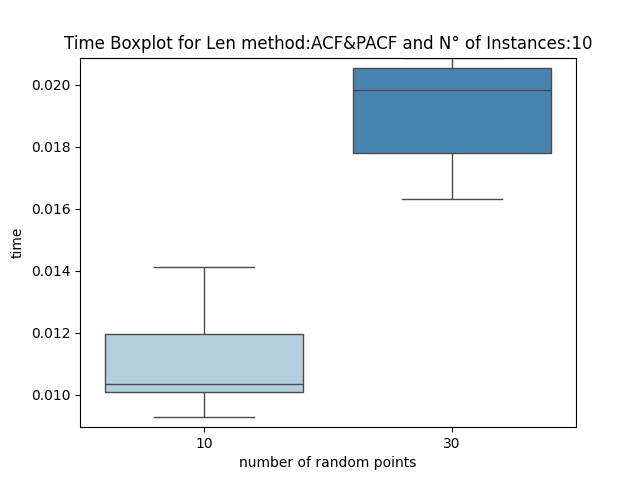 Time Boxplot for Len method:ACF&PACF and N° of Instances:10
0.020
0.018
0.016
0.014
0.012
0.010
time
10 30
number of random points